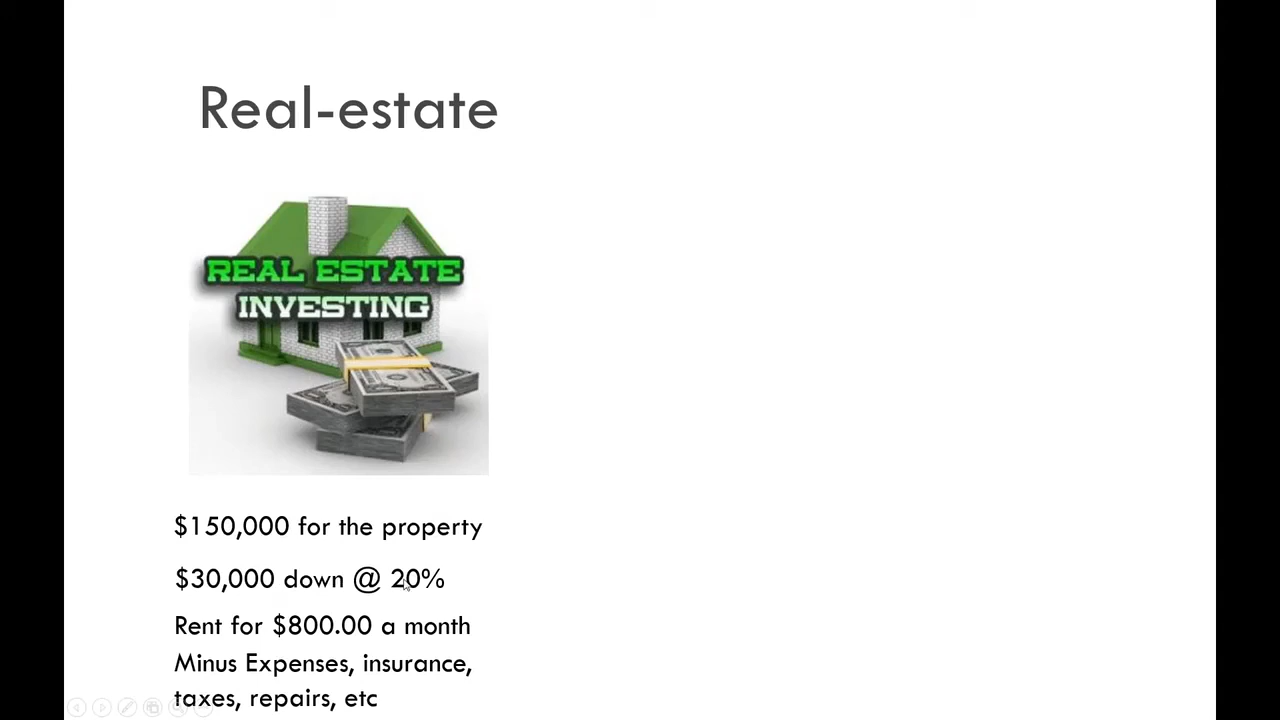 Real-estate
REAL ESTATE
INVESTING
$150,000 for the property
$30,000 down @ 20%
Rent for $800.00 a month
Minus Expenses, insurance,
taxes, repairs, etc